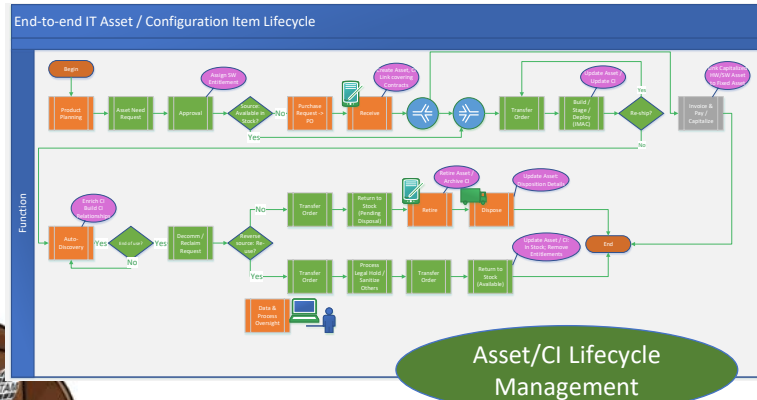 End-to-end IT Asset / Configuration Item Lifecycle
Function
Begin
Product
Planning
Asset Need
Request
Approval
Assign SW
Entitlement
Source:
Available in
Stock?
No
Yes
Purchase
Request ->
PO
Receive
Create Asset, CI
Link covering
Contracts
Transfer
Order
Build /
Stage /
Deploy
(IMAC)
Update Asset /
Update CI
Re-ship?
Yes
No
Invoice &
Pay /
Capitalize
Link Capitalized
HW/SW Asset
to Fixed Asset
Enrich CI
Build CI
Relationships
Auto-
Discovery
Yes
End of use?
Yes
No
Decomm /
Reclaim
Request
Reverse
source: Re-
use?
No
Yes
Transfer
Order
Return to
Stock
(Pending
Disposal)
Retire Asset /
Archive CI
Retire
Update Asset
Disposition Details
Dispose
Transfer
Order
Process
Legal Hold /
Sanitize
Others
Transfer
Order
Return to
Stock
(Available)
Update Asset / CI:
In Stock; Remove
Entitlements
End
Data &
Process
Oversight
Asset/CI Lifecycle
Management